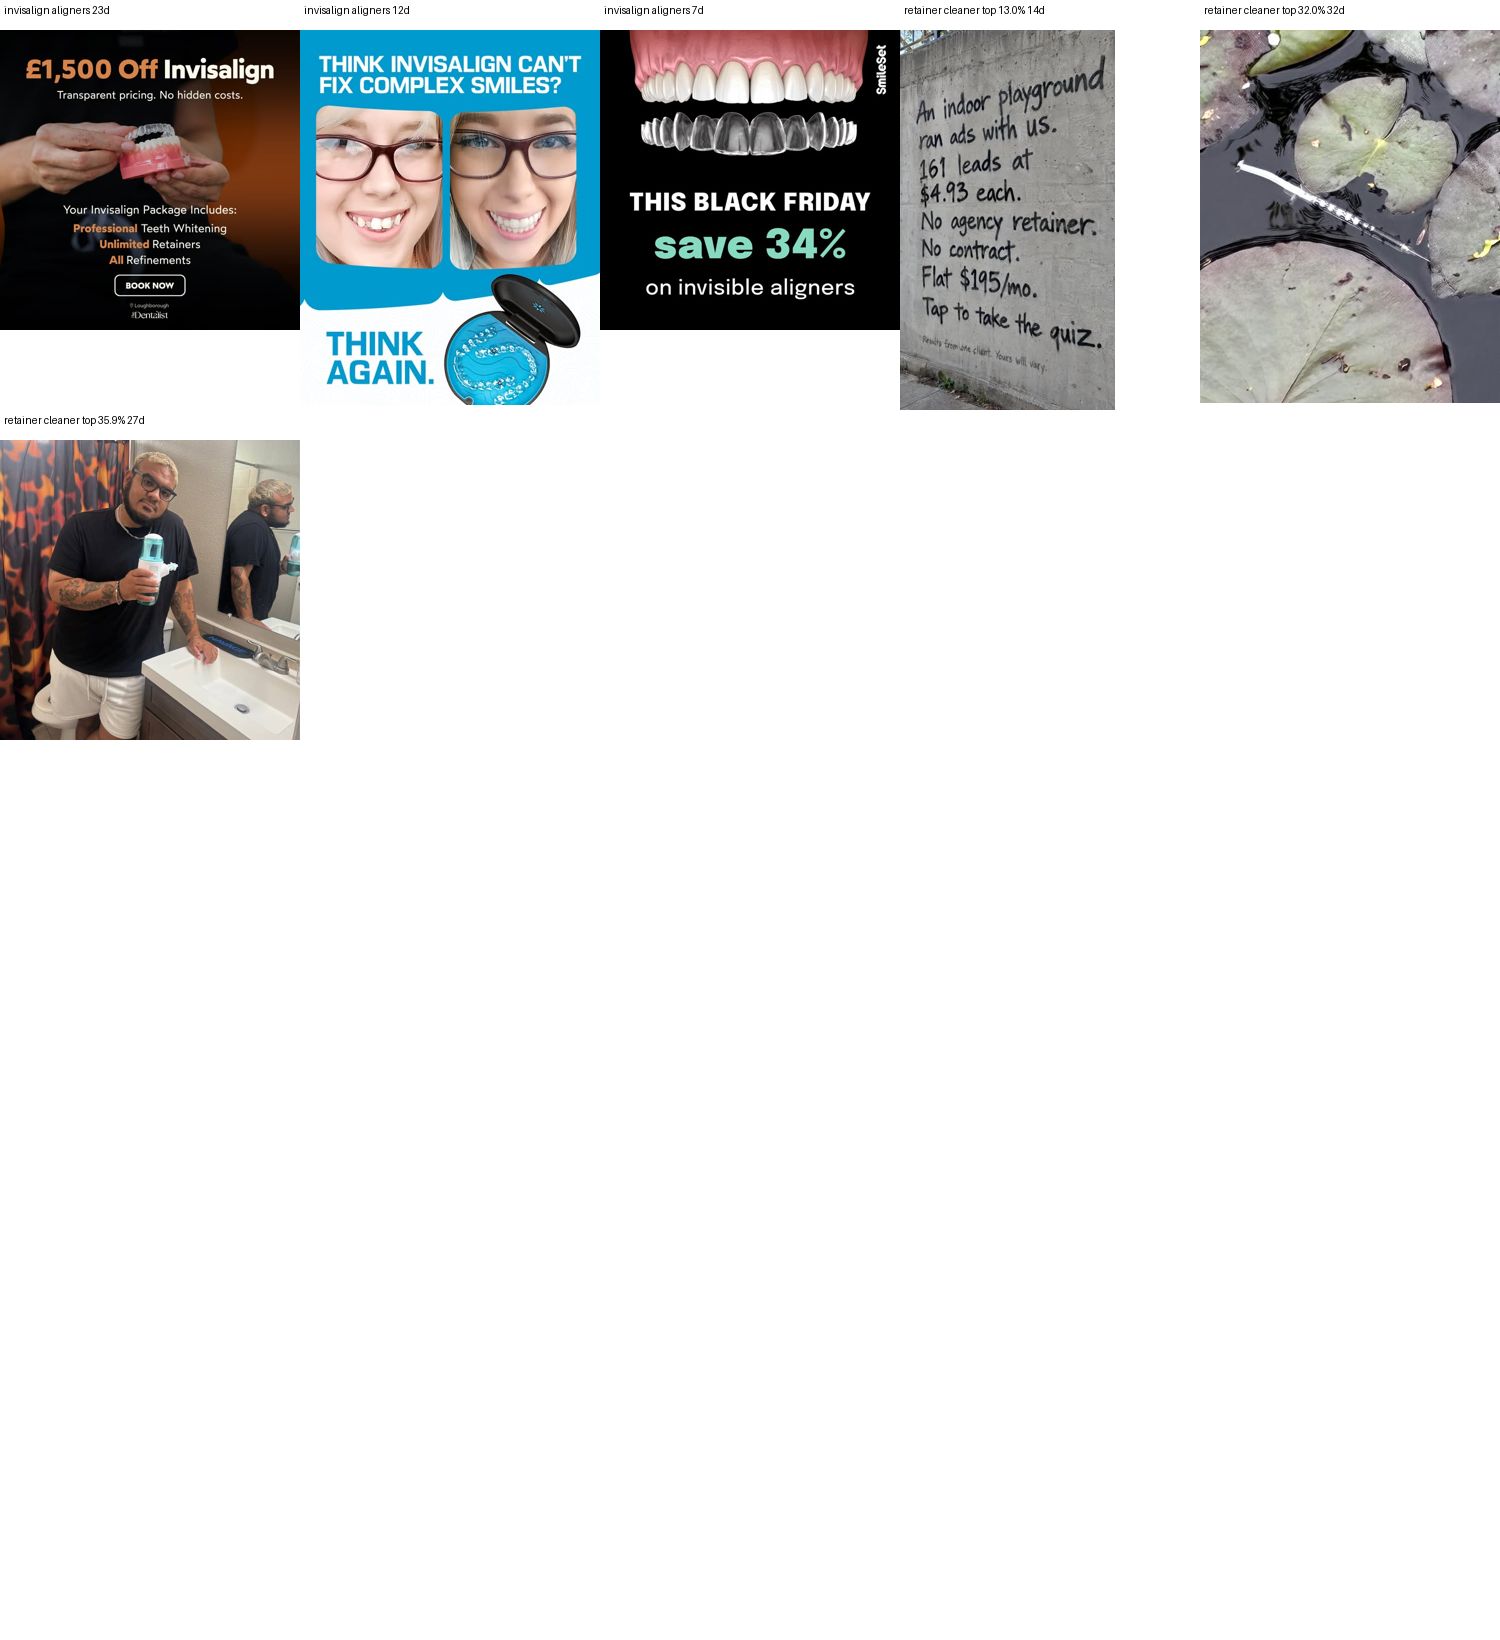 invisalign aligners 23d
£1,500 Off Invisalign
Transparent pricing. No hidden costs.
Your Invisalign Package Includes:
Professional Teeth Whitening
Unlimited Retainers
All Refinements
BOOK NOW
Loughborough
The Dentalist
invisalign aligners 12d
THINK INVISALIGN CAN'T
FIX COMPLEX SMILES?
THINK
AGAIN.
invisalign aligners 7d
SmileSet
THIS BLACK FRIDAY
save 34%
on invisible aligners
retainer cleaner top 13.0% 14d
An indoor playground
ran ads with us.
161 leads at
$4.93 each.
No agency retainer.
No contract.
Flat $195/mo.
Tap to take the quiz.
Results from one client. Yours will vary.
retainer cleaner top 32.0% 32d
retainer cleaner top 35.9% 27d